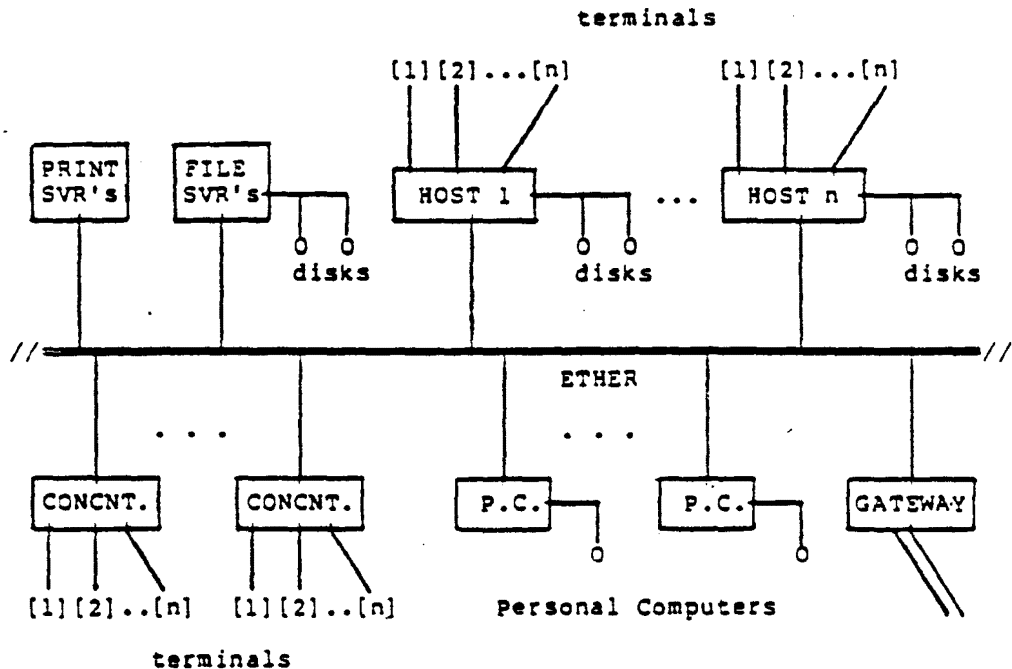 terminals
[1][2]...[n] [1][2]...[n]
PRINT FILE
SVR's SVR's HOST 1 ... HOST n
disks disks disks
// //
ETHER
... ...
CONCNT. CONCNT. P.C. P.C. GATEWAY
[1][2]..[n] [1][2]..[n] Personal Computers
terminals